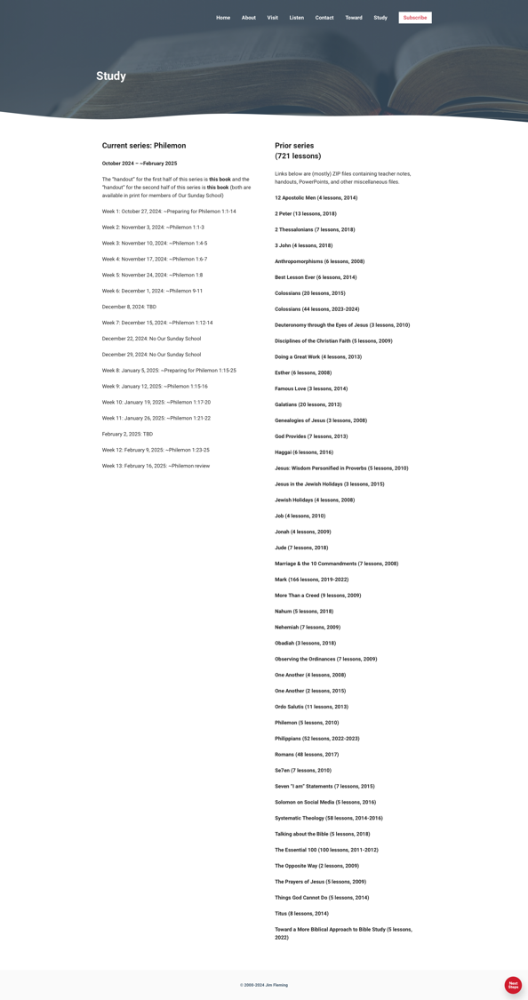 Home About Visit Listen Contact Toward Study Subscribe
Study
Current series: Philemon
October 2024 – ~February 2025
The “handout” for the first half of this series is this book and the
“handout” for the second half of this series is this book (both are
available in print for members of Our Sunday School)
Week 1: October 27, 2024: ~Preparing for Philemon 1:1-14
Week 2: November 3, 2024: ~Philemon 1:1-3
Week 3: November 10, 2024: ~Philemon 1:4-5
Week 4: November 17, 2024: ~Philemon 1:6-7
Week 5: November 24, 2024: ~Philemon 1:8
Week 6: December 1, 2024: ~Philemon 9-11
December 8, 2024: TBD
Week 7: December 15, 2024: ~Philemon 1:12-14
December 22, 2024: No Our Sunday School
December 29, 2024: No Our Sunday School
Week 8: January 5, 2025: ~Preparing for Philemon 1:15-25
Week 9: January 12, 2025: ~Philemon 1:15-16
Week 10: January 19, 2025: ~Philemon 1:17-20
Week 11: January 26, 2025: ~Philemon 1:21-22
February 2, 2025: TBD
Week 12: February 9, 2025: ~Philemon 1:23-25
Week 13: February 16, 2025: ~Philemon review
Prior series
(721 lessons)
Links below are (mostly) ZIP files containing teacher notes,
handouts, PowerPoints, and other miscellaneous files.
12 Apostolic Men (4 lessons, 2014)
2 Peter (13 lessons, 2018)
2 Thessalonians (7 lessons, 2018)
3 John (4 lessons, 2018)
Anthropomorphisms (6 lessons, 2008)
Best Lesson Ever (6 lessons, 2014)
Colossians (20 lessons, 2015)
Colossians (44 lessons, 2023-2024)
Deuteronomy through the Eyes of Jesus (3 lessons, 2010)
Disciplines of the Christian Faith (5 lessons, 2009)
Doing a Great Work (4 lessons, 2013)
Esther (6 lessons, 2008)
Famous Love (3 lessons, 2014)
Galatians (20 lessons, 2013)
Genealogies of Jesus (3 lessons, 2008)
God Provides (7 lessons, 2013)
Haggai (6 lessons, 2016)
Jesus: Wisdom Personified in Proverbs (5 lessons, 2010)
Jesus in the Jewish Holidays (3 lessons, 2015)
Jewish Holidays (4 lessons, 2008)
Job (4 lessons, 2010)
Jonah (4 lessons, 2009)
Jude (7 lessons, 2018)
Marriage & the 10 Commandments (7 lessons, 2008)
Mark (166 lessons, 2019-2022)
More Than a Creed (9 lessons, 2009)
Nahum (5 lessons, 2018)
Nehemiah (7 lessons, 2009)
Obadiah (3 lessons, 2018)
Observing the Ordinances (7 lessons, 2009)
One Another (4 lessons, 2008)
One Another (2 lessons, 2015)
Ordo Salutis (11 lessons, 2013)
Philemon (5 lessons, 2010)
Philippians (52 lessons, 2022-2023)
Romans (48 lessons, 2017)
Se7en (7 lessons, 2010)
Seven “I am” Statements (7 lessons, 2015)
Solomon on Social Media (5 lessons, 2016)
Systematic Theology (58 lessons, 2014-2016)
Talking about the Bible (5 lessons, 2018)
The Essential 100 (100 lessons, 2011-2012)
The Opposite Way (2 lessons, 2009)
The Prayers of Jesus (5 lessons, 2009)
Things God Cannot Do (5 lessons, 2014)
Titus (8 lessons, 2014)
Toward a More Biblical Approach to Bible Study (5 lessons,
2022)
© 2000-2024 Jim Fleming
Next
Steps